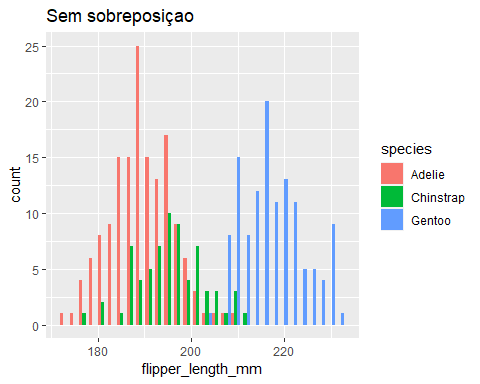 Sem sobreposiçao
25
20
15
10
5
0
count
180
200
220
flipper_length_mm
species
Adelie
Chinstrap
Gentoo